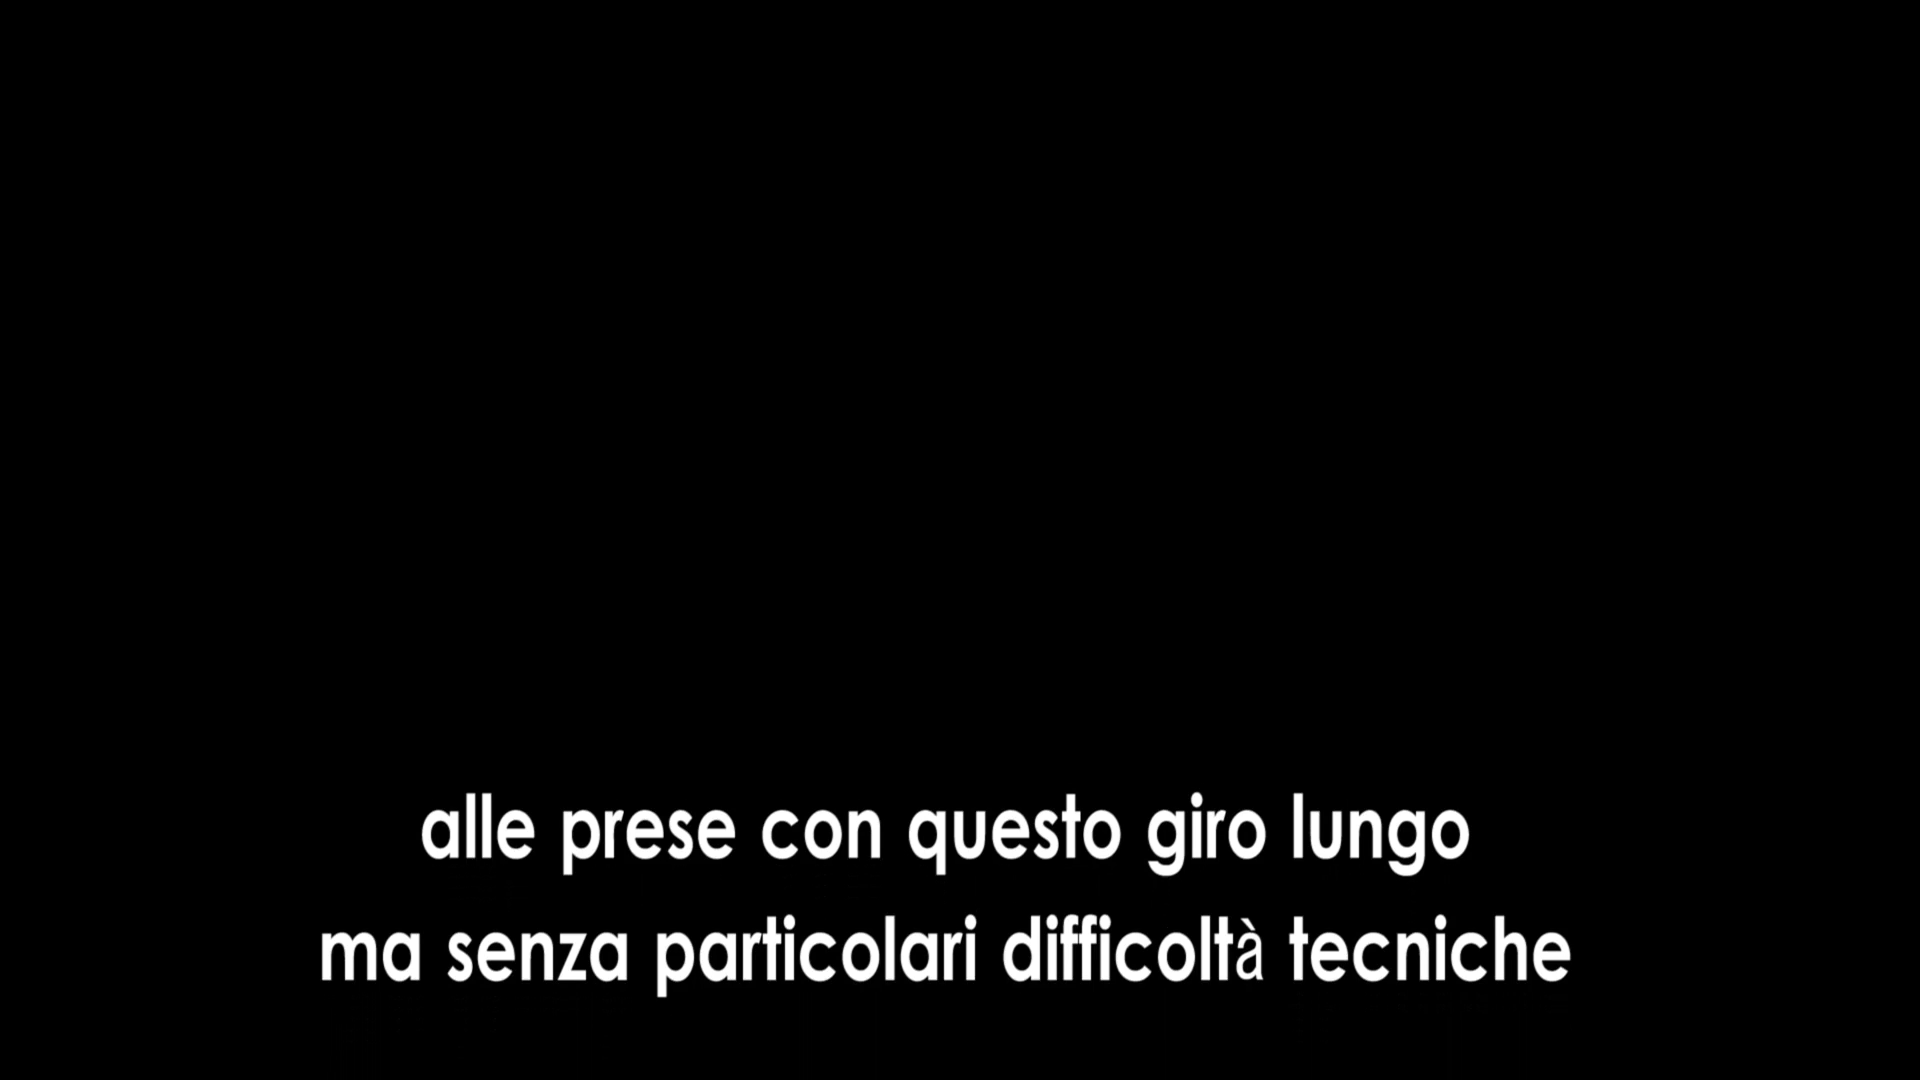 alle prese con questo giro lungo
ma senza particolari difficoltà tecniche